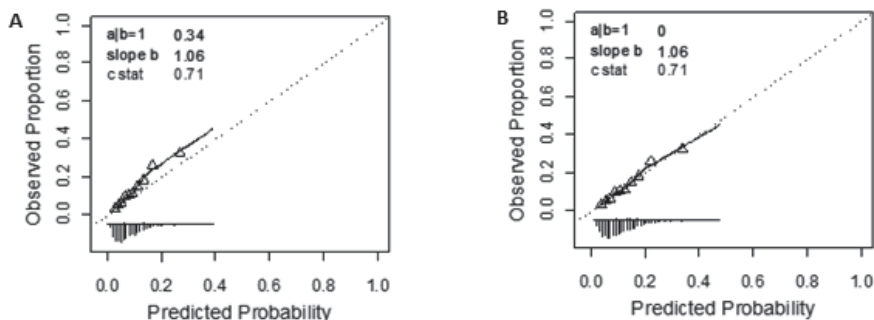 A
a|b=1 0.34
slope b 1.06
c stat 0.71
Observed Proportion
0.0 0.2 0.4 0.6 0.8 1.0
0.0 0.2 0.4 0.6 0.8 1.0
Predicted Probability
B
a|b=1 0
slope b 1.06
c stat 0.71
Observed Proportion
0.0 0.2 0.4 0.6 0.8 1.0
0.0 0.2 0.4 0.6 0.8 1.0
Predicted Probability